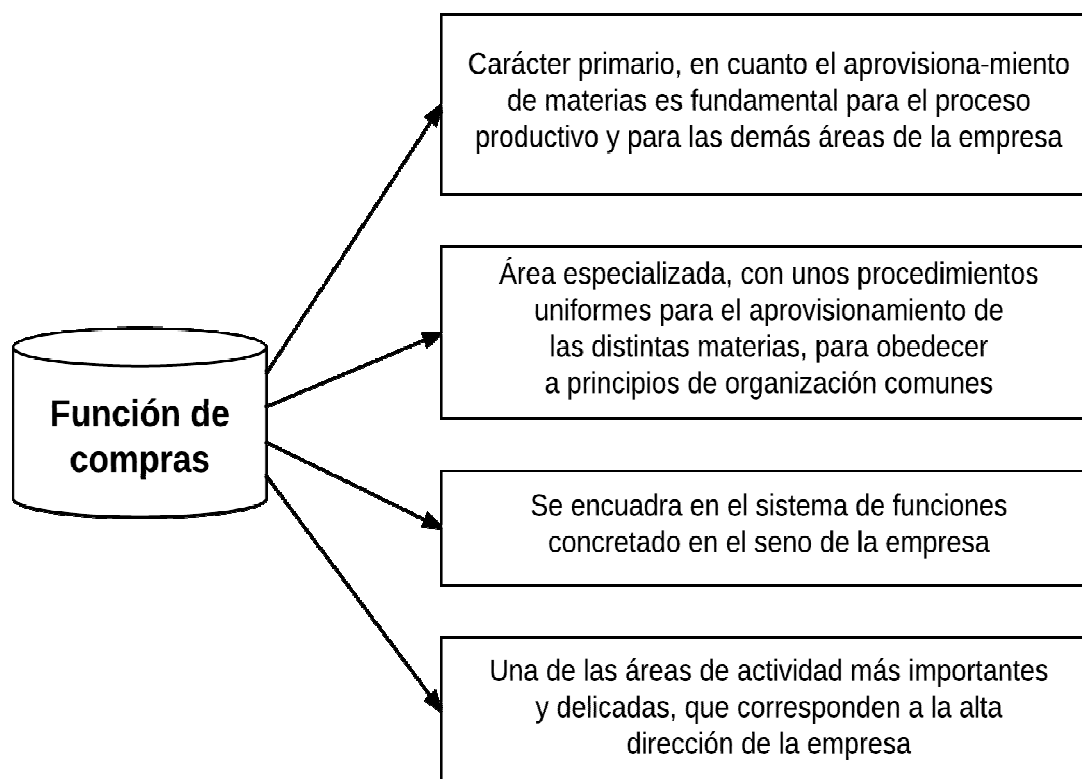 Carácter primario, en cuanto el aprovisiona-miento
de materias es fundamental para el proceso
productivo y para las demás áreas de la empresa
Área especializada, con unos procedimientos
uniformes para el aprovisionamiento de
las distintas materias, para obedecer
a principios de organización comunes
Función de
compras
Se encuadra en el sistema de funciones
concretado en el seno de la empresa
Una de las áreas de actividad más importantes
y delicadas, que corresponden a la alta
dirección de la empresa